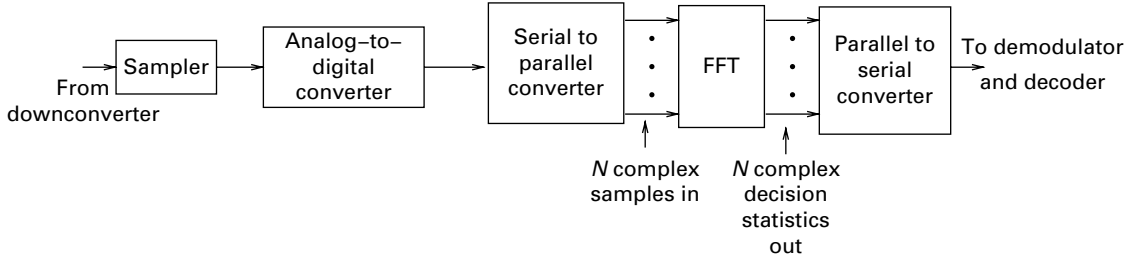 From
downconverter
Sampler
Analog–to–
digital
converter
Serial to
parallel
converter
N complex
samples in
FFT
N complex
decision
statistics
out
Parallel to
serial
converter
To demodulator
and decoder